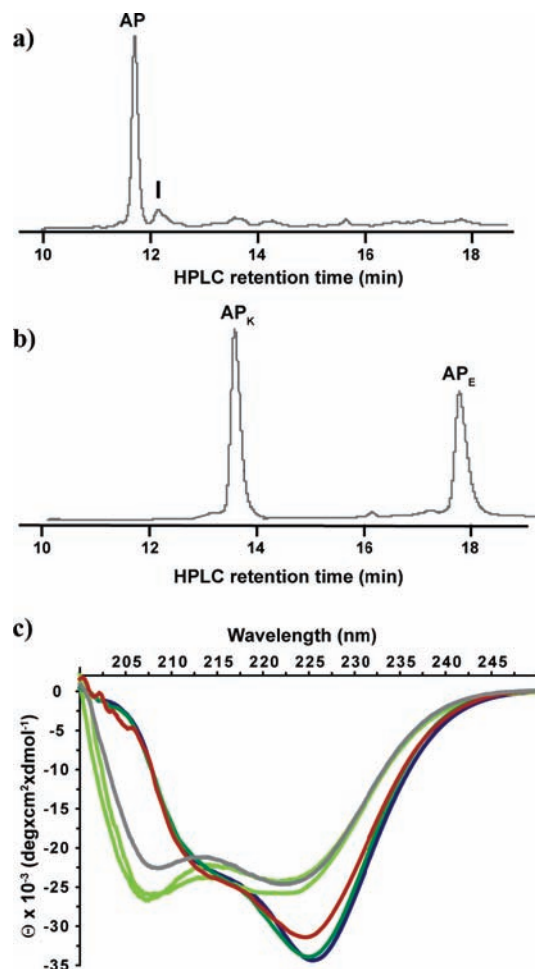 a)
AP
I
10 12 14 16 18
HPLC retention time (min)
b)
AP_K
AP_E
10 12 14 16 18
HPLC retention time (min)
c)
Wavelength (nm)
205 210 215 220 225 230 235 240 245
0
-5
-10
-15
-20
-25
-30
-35
Θ x 10⁻³ (degxcm²xdmol⁻¹)